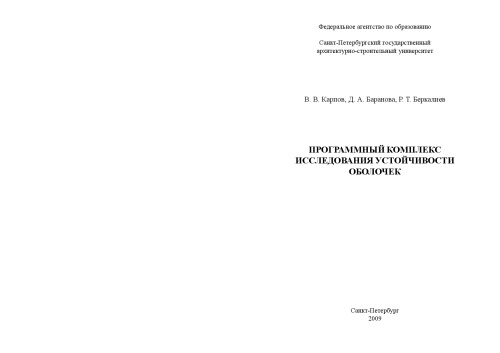 Федеральное агентство по образованию
Санкт-Петербургский государственный
архитектурно-строительный университет
В. В. Карпов, Д. А. Баранова, Р. Т. Беркалиев
ПРОГРАММНЫЙ КОМПЛЕКС
ИССЛЕДОВАНИЯ УСТОЙЧИВОСТИ
ОБОЛОЧЕК
Санкт-Петербург
2009